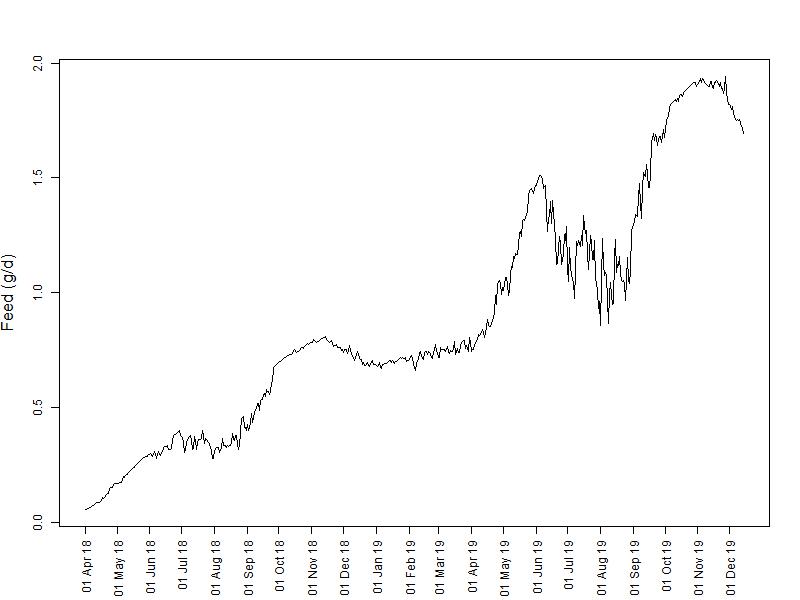 Feed (g/d)
2.0
1.5
1.0
0.5
0.0
01 Apr 18
01 May 18
01 Jun 18
01 Jul 18
01 Aug 18
01 Sep 18
01 Oct 18
01 Nov 18
01 Dec 18
01 Jan 19
01 Feb 19
01 Mar 19
01 Apr 19
01 May 19
01 Jun 19
01 Jul 19
01 Aug 19
01 Sep 19
01 Oct 19
01 Nov 19
01 Dec 19